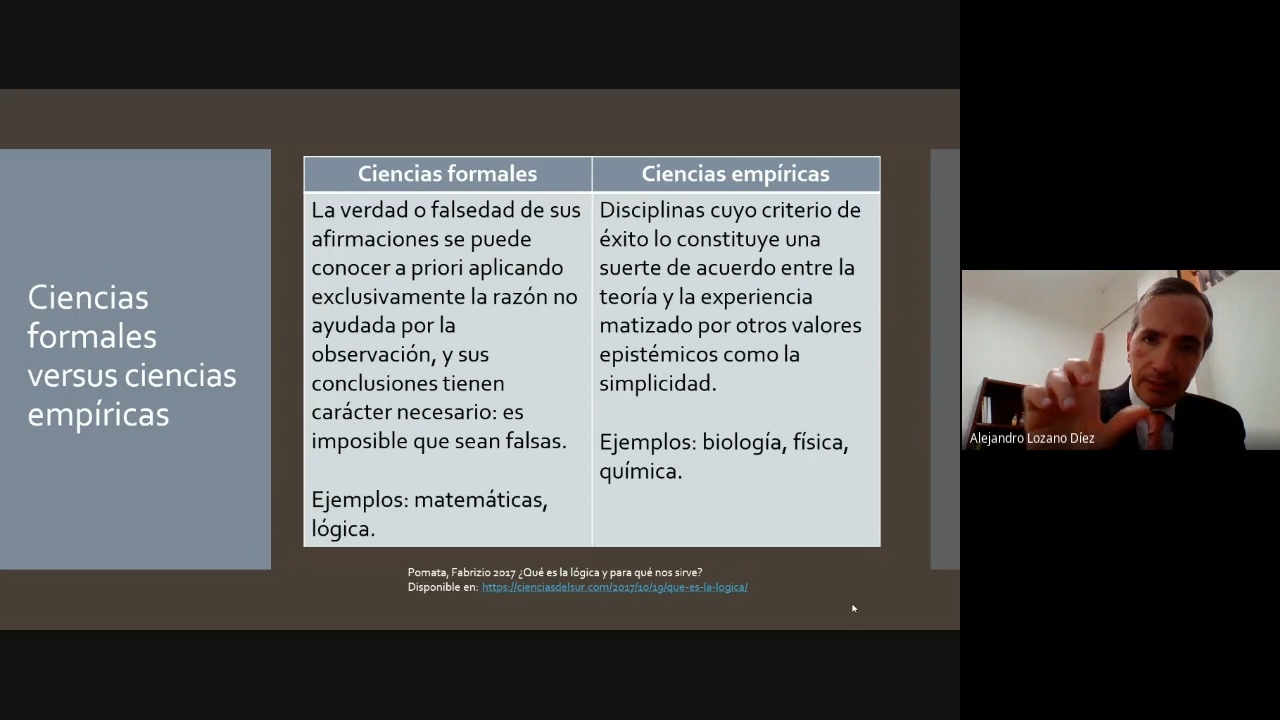 Ciencias
formales
versus ciencias
empíricas
Ciencias formales
La verdad o falsedad de sus
afirmaciones se puede
conocer a priori aplicando
exclusivamente la razón no
ayudada por la
observación, y sus
conclusiones tienen
carácter necesario: es
imposible que sean falsas.
Ejemplos: matemáticas,
lógica.
Ciencias empíricas
Disciplinas cuyo criterio de
éxito lo constituye una
suerte de acuerdo entre la
teoría y la experiencia
matizado por otros valores
epistémicos como la
simplicidad.
Ejemplos: biología, física,
química.
Pomata, Fabrizio 2017 ¿Qué es la lógica y para qué nos sirve?
Disponible en: https://cienciasdelsur.com/2017/10/19/que-es-la-logica/
Alejandro Lozano Díez